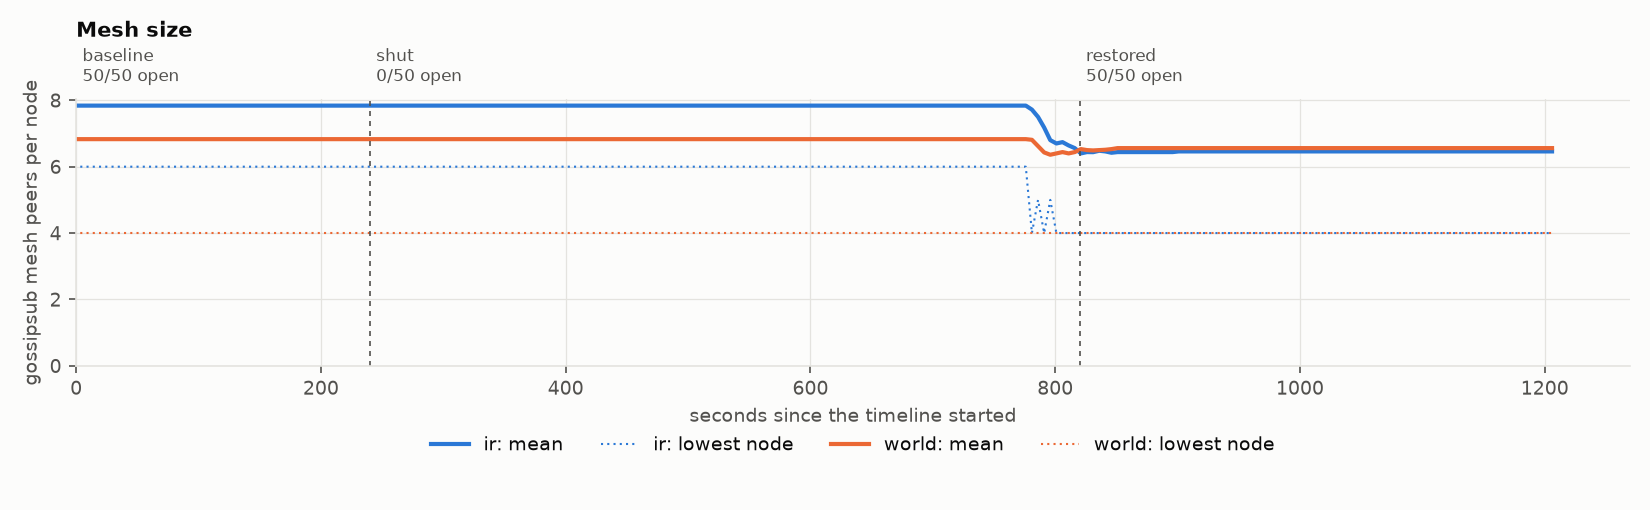 Mesh size
baseline
50/50 open
shut
0/50 open
restored
50/50 open
gossipsub mesh peers per node
8
6
4
2
0
0 200 400 600 800 1000 1200
seconds since the timeline started
ir: mean ir: lowest node world: mean world: lowest node